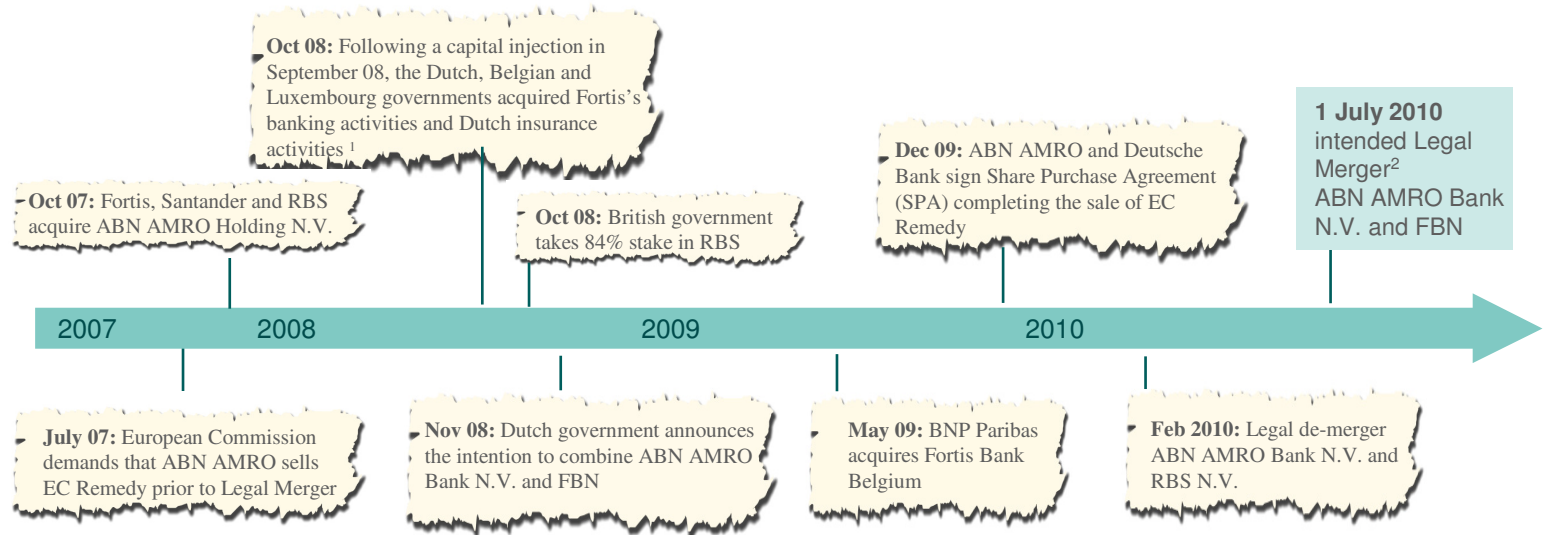 Oct 08: Following a capital injection in
September 08, the Dutch, Belgian and
Luxembourg governments acquired Fortis's
banking activities and Dutch insurance
activities ¹
Oct 07: Fortis, Santander and RBS
acquire ABN AMRO Holding N.V.
Oct 08: British government
takes 84% stake in RBS
Dec 09: ABN AMRO and Deutsche
Bank sign Share Purchase Agreement
(SPA) completing the sale of EC
Remedy
1 July 2010
intended Legal
Merger²
ABN AMRO Bank
N.V. and FBN
2007 2008 2009 2010
July 07: European Commission
demands that ABN AMRO sells
EC Remedy prior to Legal Merger
Nov 08: Dutch government announces
the intention to combine ABN AMRO
Bank N.V. and FBN
May 09: BNP Paribas
acquires Fortis Bank
Belgium
Feb 2010: Legal de-merger
ABN AMRO Bank N.V. and
RBS N.V.